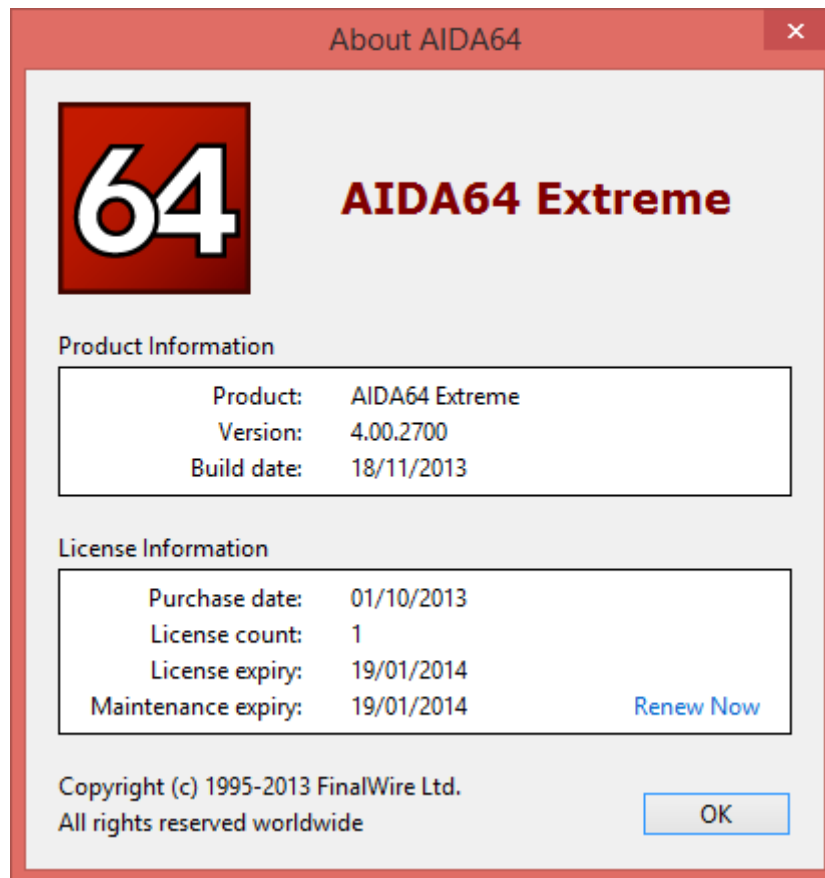 About AIDA64
64
AIDA64 Extreme
Product Information
Product: AIDA64 Extreme
Version: 4.00.2700
Build date: 18/11/2013
License Information
Purchase date: 01/10/2013
License count: 1
License expiry: 19/01/2014
Maintenance expiry: 19/01/2014 Renew Now
Copyright (c) 1995-2013 FinalWire Ltd.
All rights reserved worldwide
OK